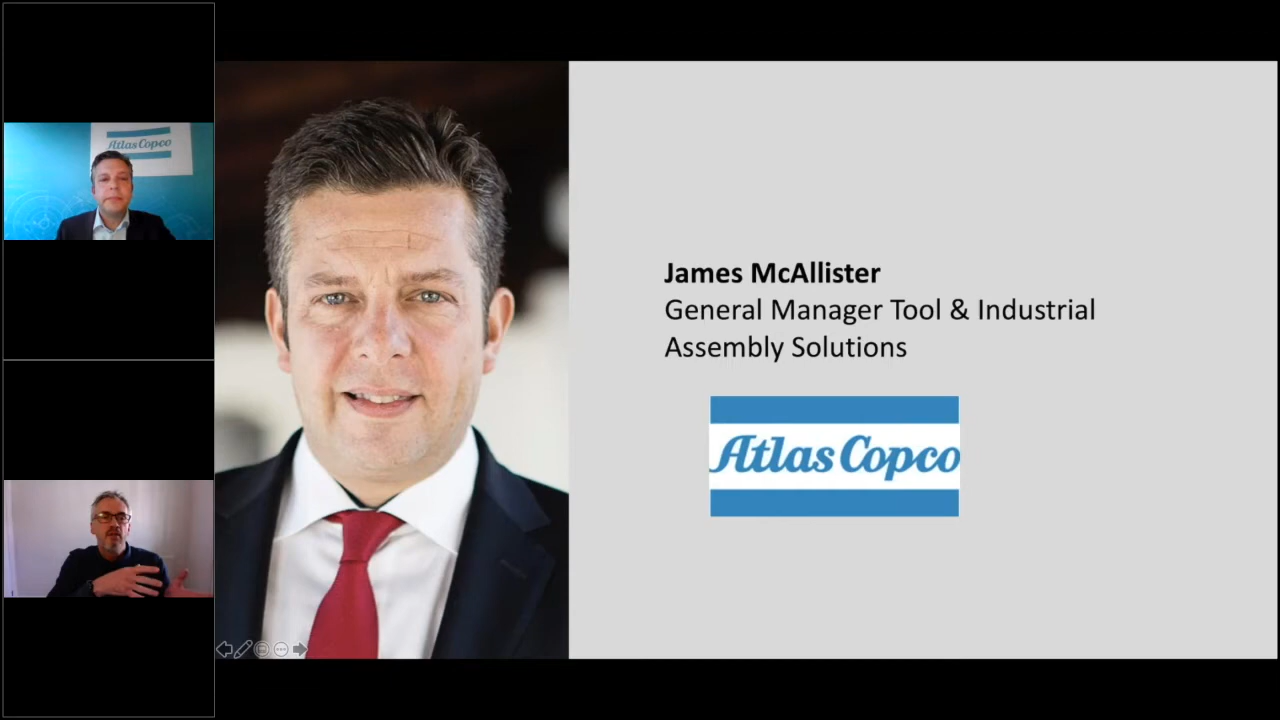 Atlas Copco
James McAllister
General Manager Tool & Industrial
Assembly Solutions
Atlas Copco